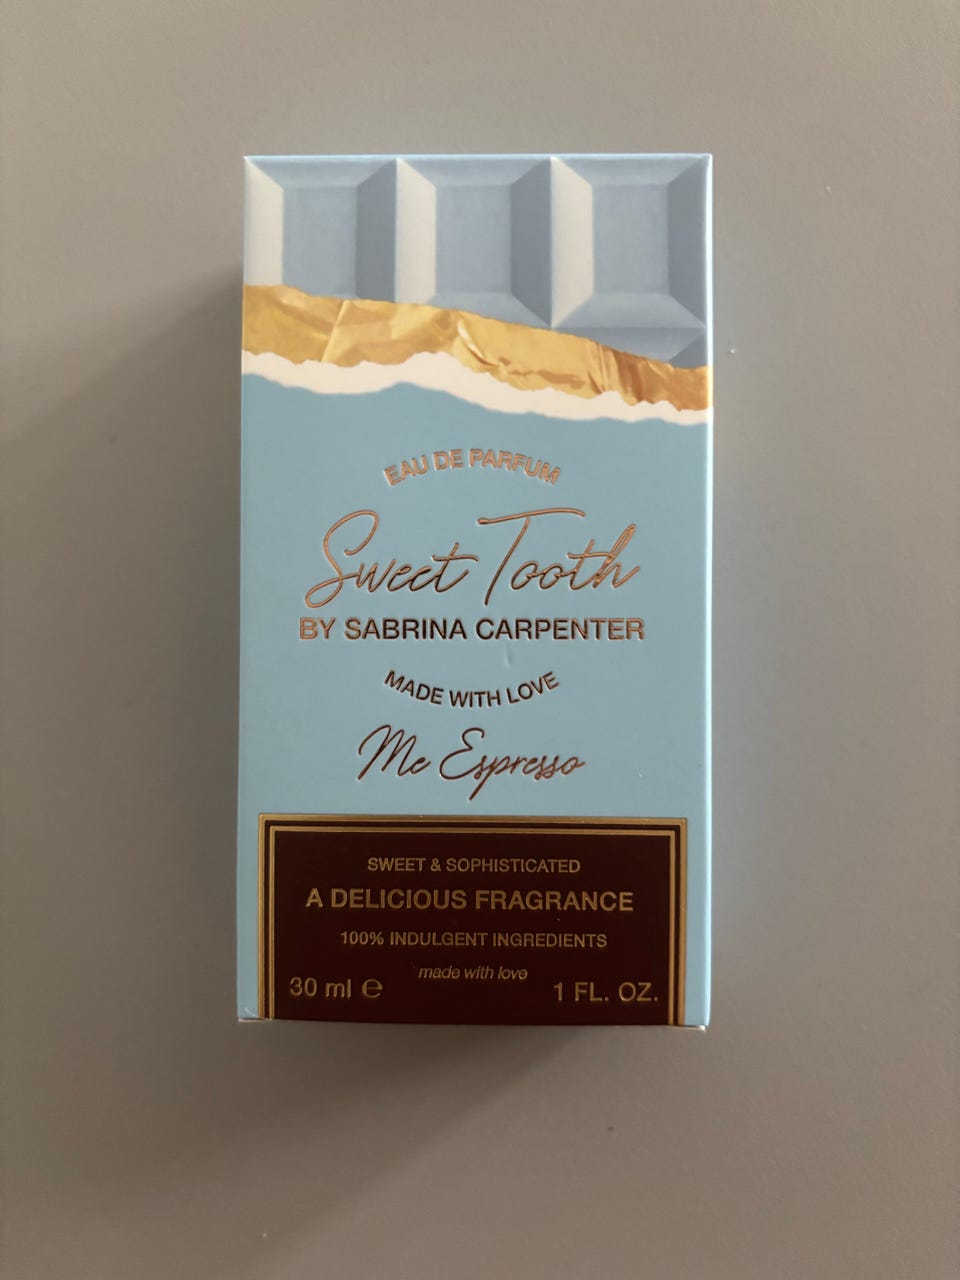 EAU DE PARFUM
Sweet Tooth
BY SABRINA CARPENTER
MADE WITH LOVE
Me Espresso
SWEET & SOPHISTICATED
A DELICIOUS FRAGRANCE
100% INDULGENT INGREDIENTS
made with love
30 ml ℮ 1 FL. OZ.